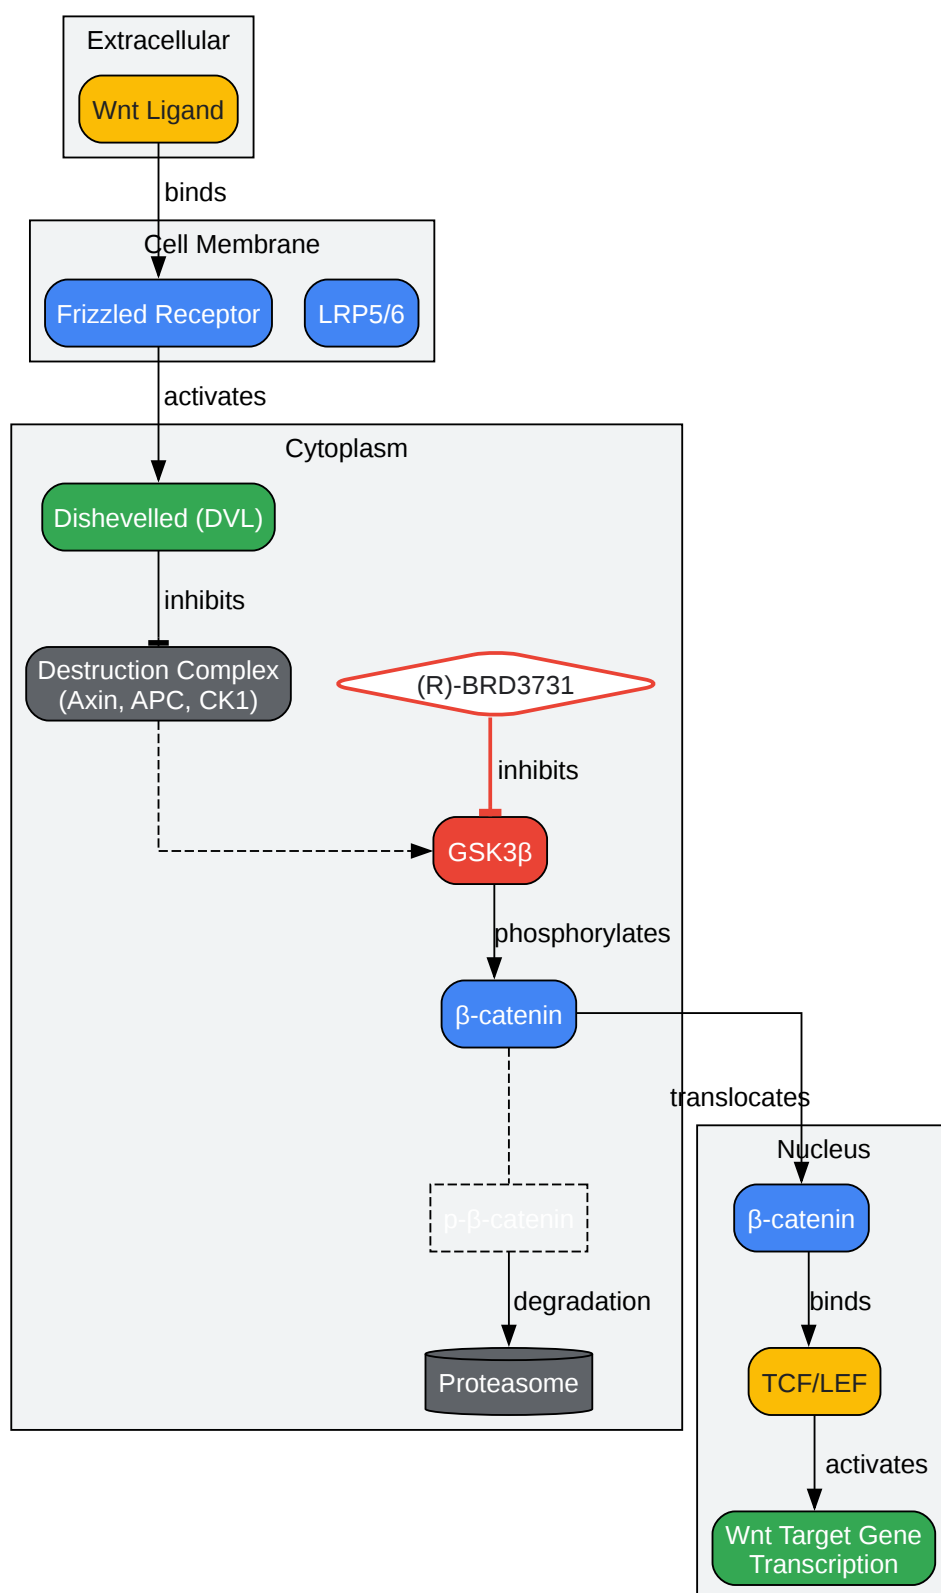 Extracellular
Wnt Ligand
binds
Cell Membrane
Frizzled Receptor
LRP5/6
activates
Cytoplasm
Dishevelled (DVL)
inhibits
Destruction Complex
(Axin, APC, CK1)
(R)-BRD3731
inhibits
GSK3β
phosphorylates
β-catenin
translocates
Nucleus
p-β-catenin
β-catenin
degradation
binds
Proteasome
TCF/LEF
activates
Wnt Target Gene
Transcription